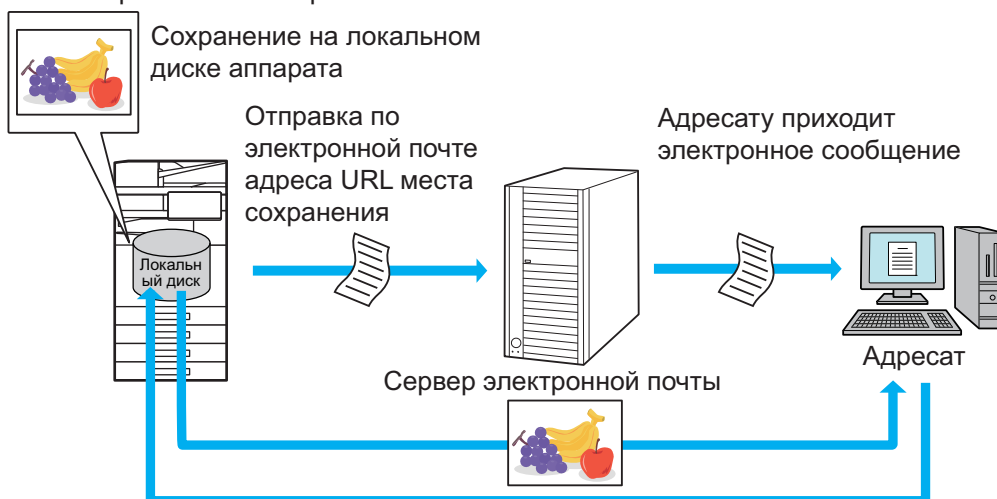 Сохранение на локальном
диске аппарата
Отправка по
электронной почте
адреса URL места
сохранения
Адресату приходит
электронное сообщение
Локальн
ый диск
Адресат
Сервер электронной почты